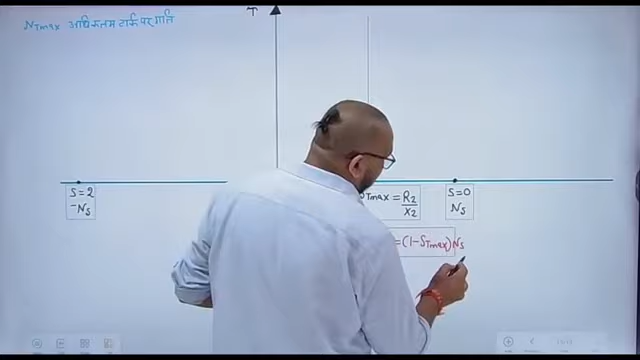 NTmax अधिकतम टार्क पर गति
T
S=2
-Ns
STmax = R2/X2
S=0
Ns
=(1-STmax)Ns